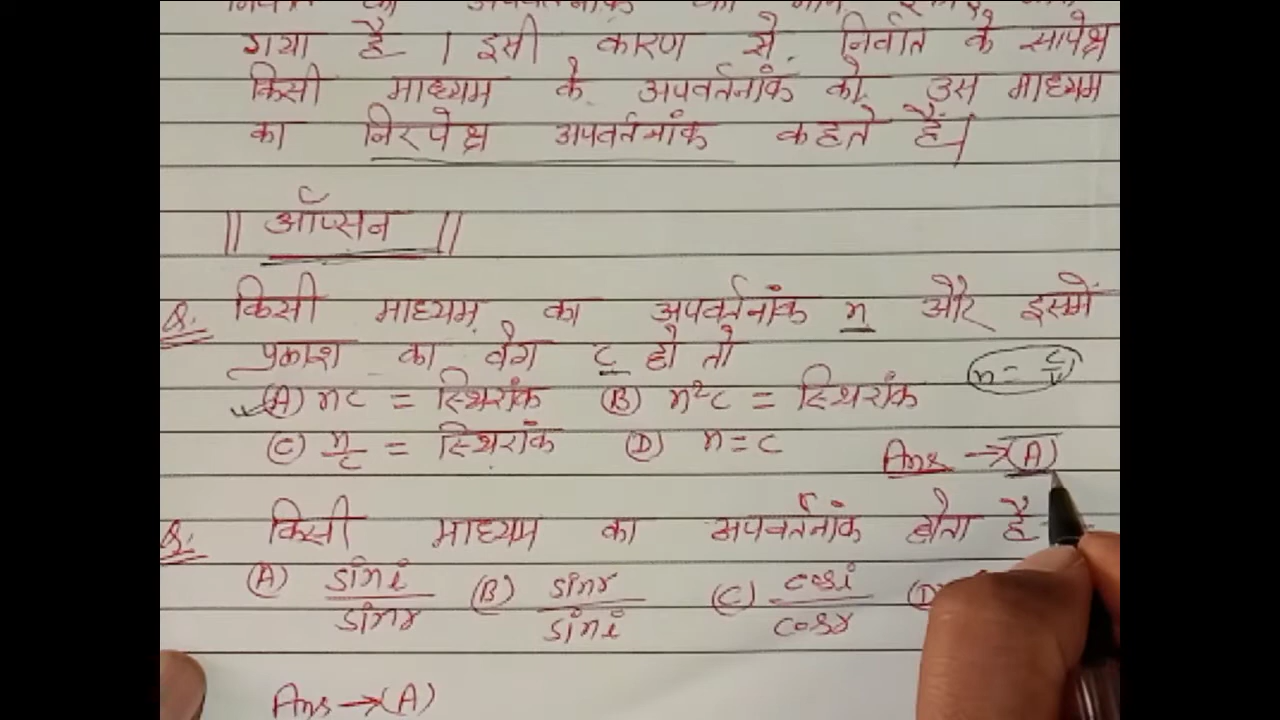 गया है । इसी कारण से निर्वात के सापेक्ष
किसी माध्यम के अपवर्तनांक को उस माध्यम
का निरपेक्ष अपवर्तनांक कहते हैं।
|| ऑप्सन ||
Q. किसी माध्यम का अपवर्तनांक n और इसमें
प्रकाश का वेग c हो तो
n = c/v
(A) nc = स्थिरांक (B) n²c = स्थिरांक
(C) n/c = स्थिरांक (D) n = c
Ans → (A)
Q. किसी माध्यम का अपवर्तनांक होता है
(A) sin i / sin r (B) sin r / sin i (C) cos i / cos r (D)
Ans → (A)